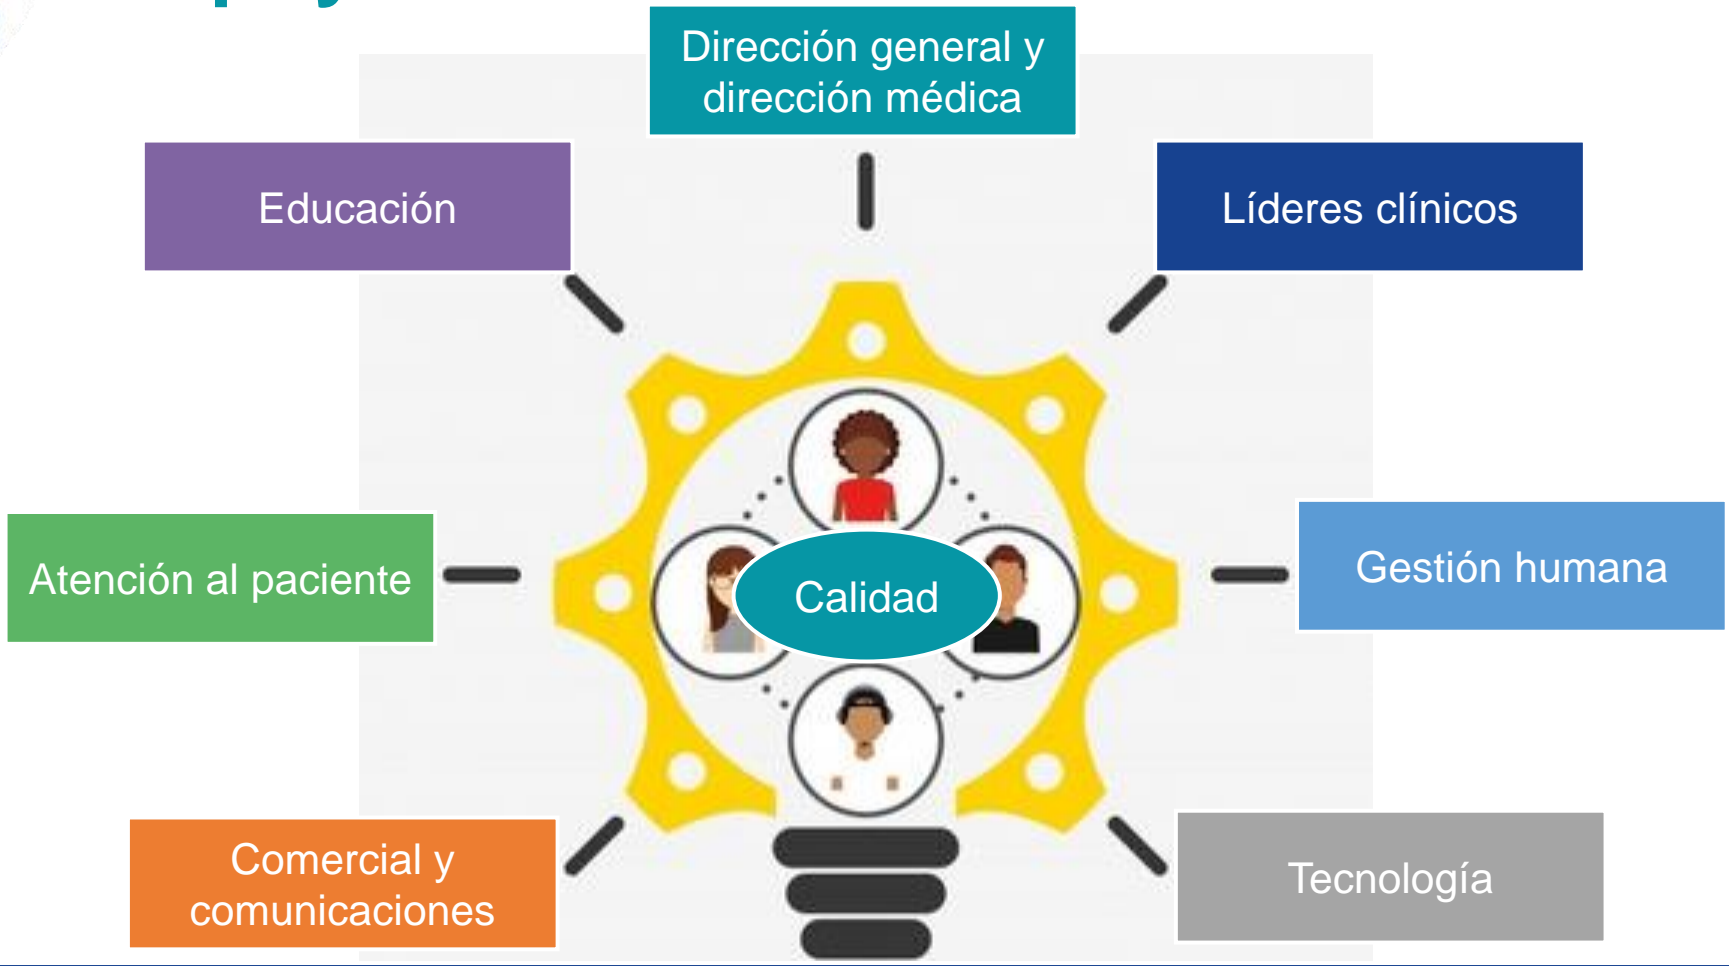 Dirección general y
dirección médica
Educación
Líderes clínicos
Atención al paciente
Calidad
Gestión humana
Comercial y
comunicaciones
Tecnología